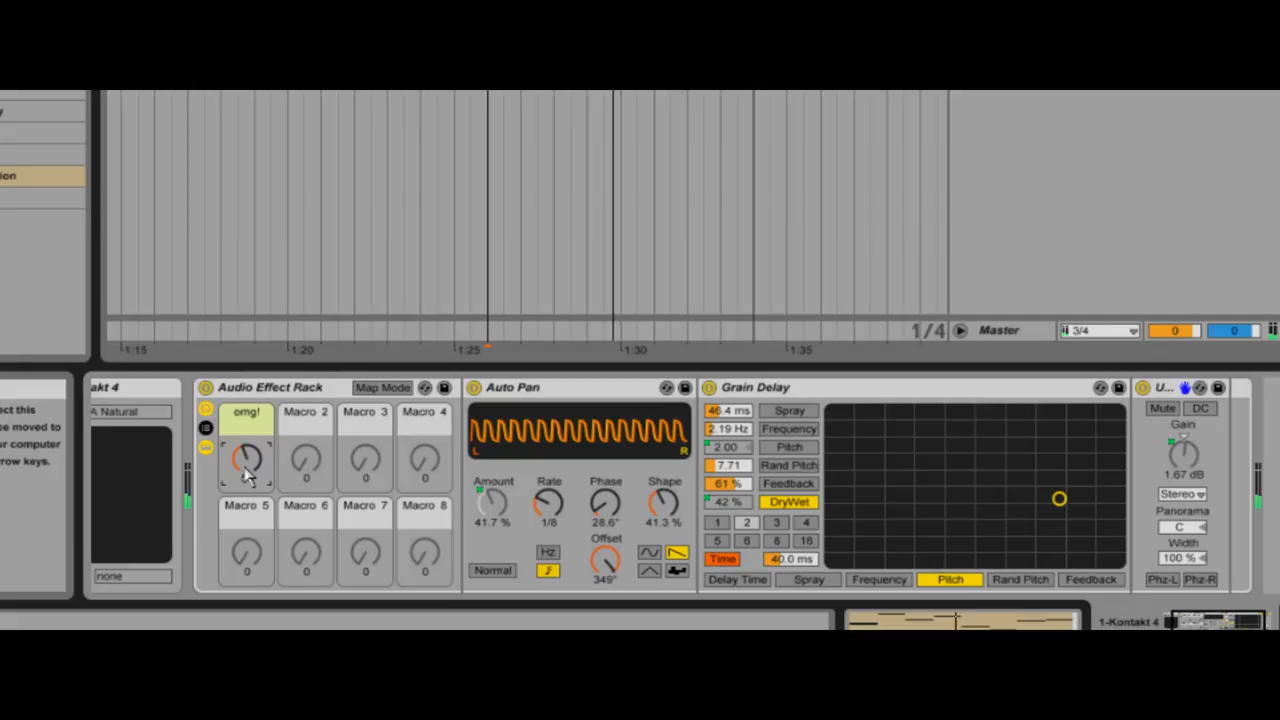 y
ion
1/4 Master 3/4 0 0
1:15 1:20 1:25 1:30 1:35
ect this
e moved to
ur computer
row keys.
akt 4
A Natural
none
Audio Effect Rack Map Mode
omg! Macro 2 Macro 3 Macro 4
0 0 0
Macro 5 Macro 6 Macro 7 Macro 8
0 0 0 0
Auto Pan
L R
Amount Rate Phase Shape
41.7 % 1/8 28.6° 41.3 %
Offset
Hz
Normal 349°
Grain Delay
46.4 ms Spray
2.19 Hz Frequency
2.00 Pitch
7.71 Rand Pitch
61 % Feedback
42 % DryWet
1 2 3 4
5 6 8 16
Time 40.0 ms
Delay Time Spray Frequency Pitch Rand Pitch Feedback
U...
Mute DC
Gain
1.67 dB
Stereo
Panorama
C
Width
100 %
Phz-L Phz-R
1-Kontakt 4